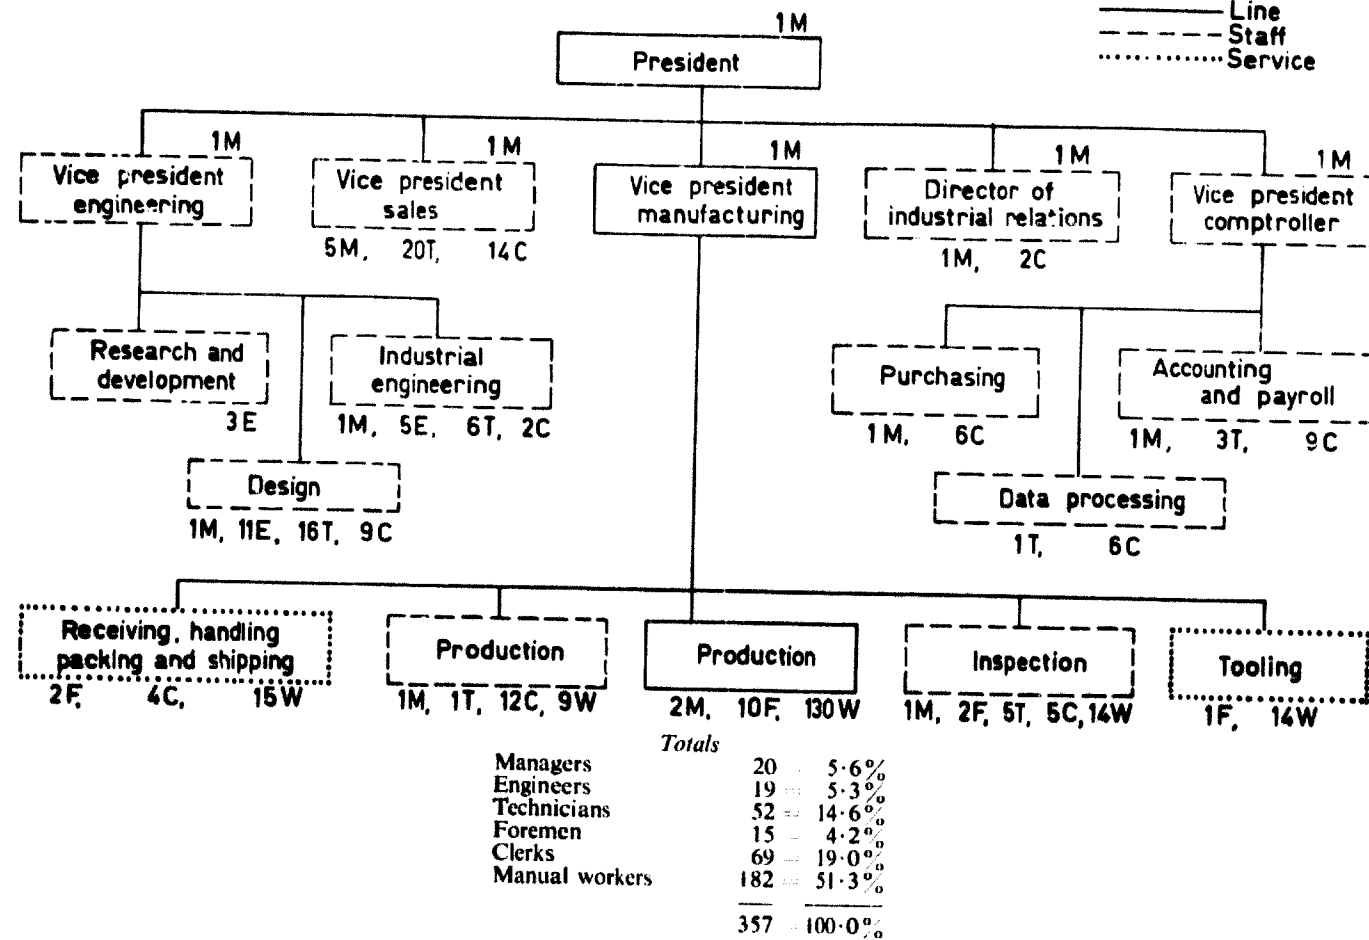 1M
President
Line
Staff
Service
1M
Vice president
engineering
1M
Vice president
sales
5M, 20T, 14C
1M
Vice president
manufacturing
1M
Director of
industrial relations
1M, 2C
1M
Vice president
comptroller
Research and
development
3E
Industrial
engineering
1M, 5E, 6T, 2C
Design
1M, 11E, 16T, 9C
Purchasing
1M, 6C
Accounting
and payroll
1M, 3T, 9C
Data processing
1T, 6C
Receiving, handling
packing and shipping
2F, 4C, 15W
Production
1M, 1T, 12C, 9W
Production
2M, 10F, 130W
Inspection
1M, 2F, 5T, 5C, 14W
Tooling
1F, 14W
Totals
Managers 20 = 5·6%
Engineers 19 = 5·3%
Technicians 52 = 14·6%
Foremen 15 = 4·2%
Clerks 69 = 19·0%
Manual workers 182 = 51·3%
357 = 100·0%